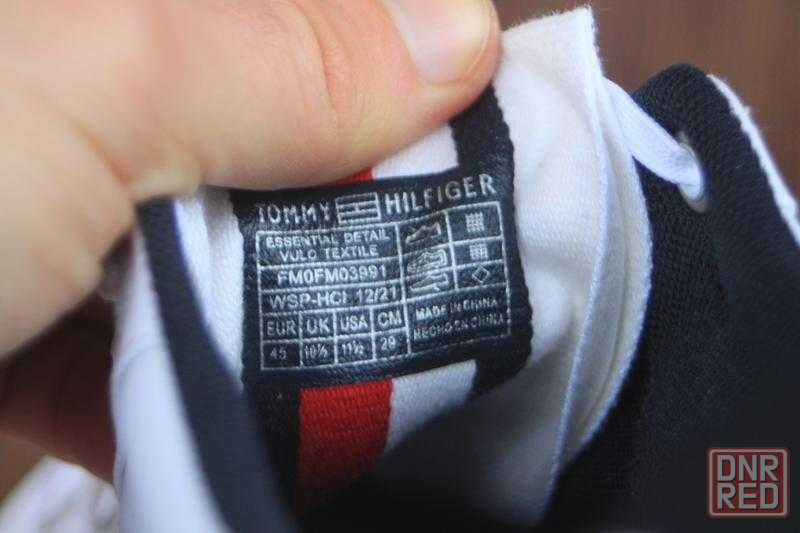 TOMMY HILFIGER
ESSENTIAL DETAIL
VULC TEXTILE
FM0FM03991
WSP-HCI 12/21
EUR UK USA CM
45 10½ 11½ 29
MADE IN CHINA
HECHO EN CHINA
DNR
RED